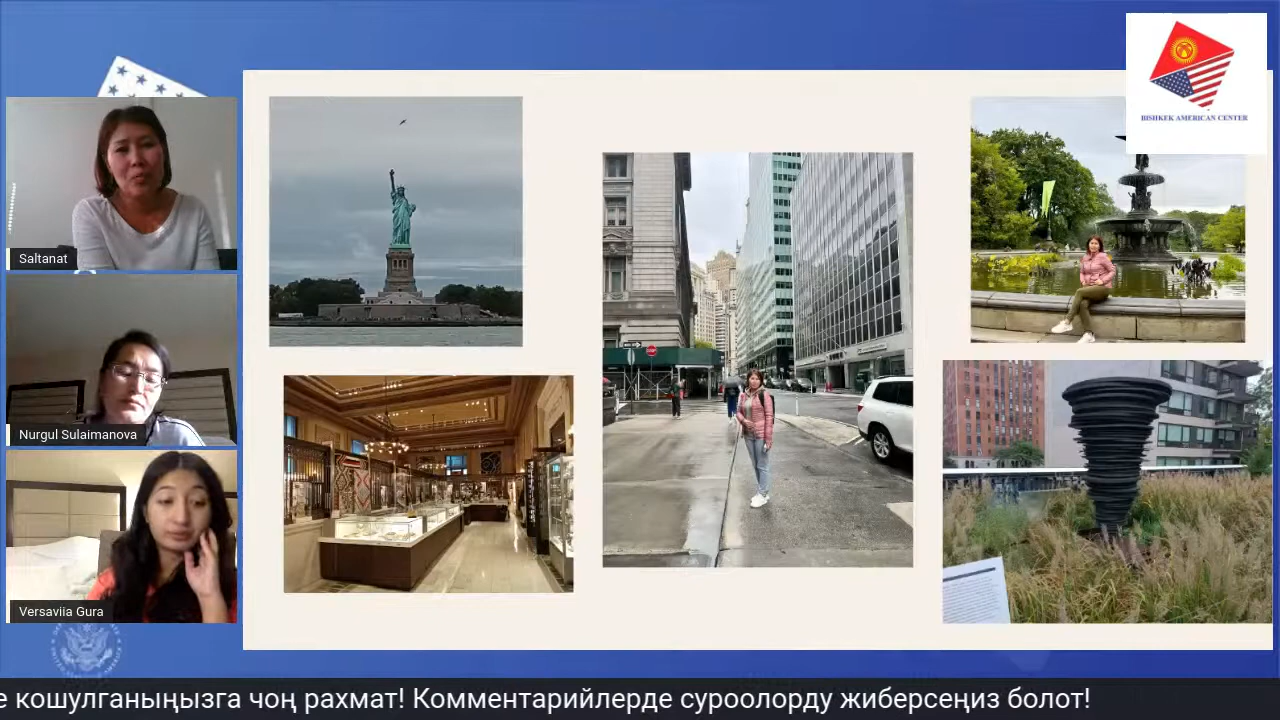 BISHKEK AMERICAN CENTER
Saltanat
Nurgul Sulaimanova
Versaviia Gura
е кошулганыңызга чоң рахмат! Комментарийлерде суроолорду жиберсеңиз болот!